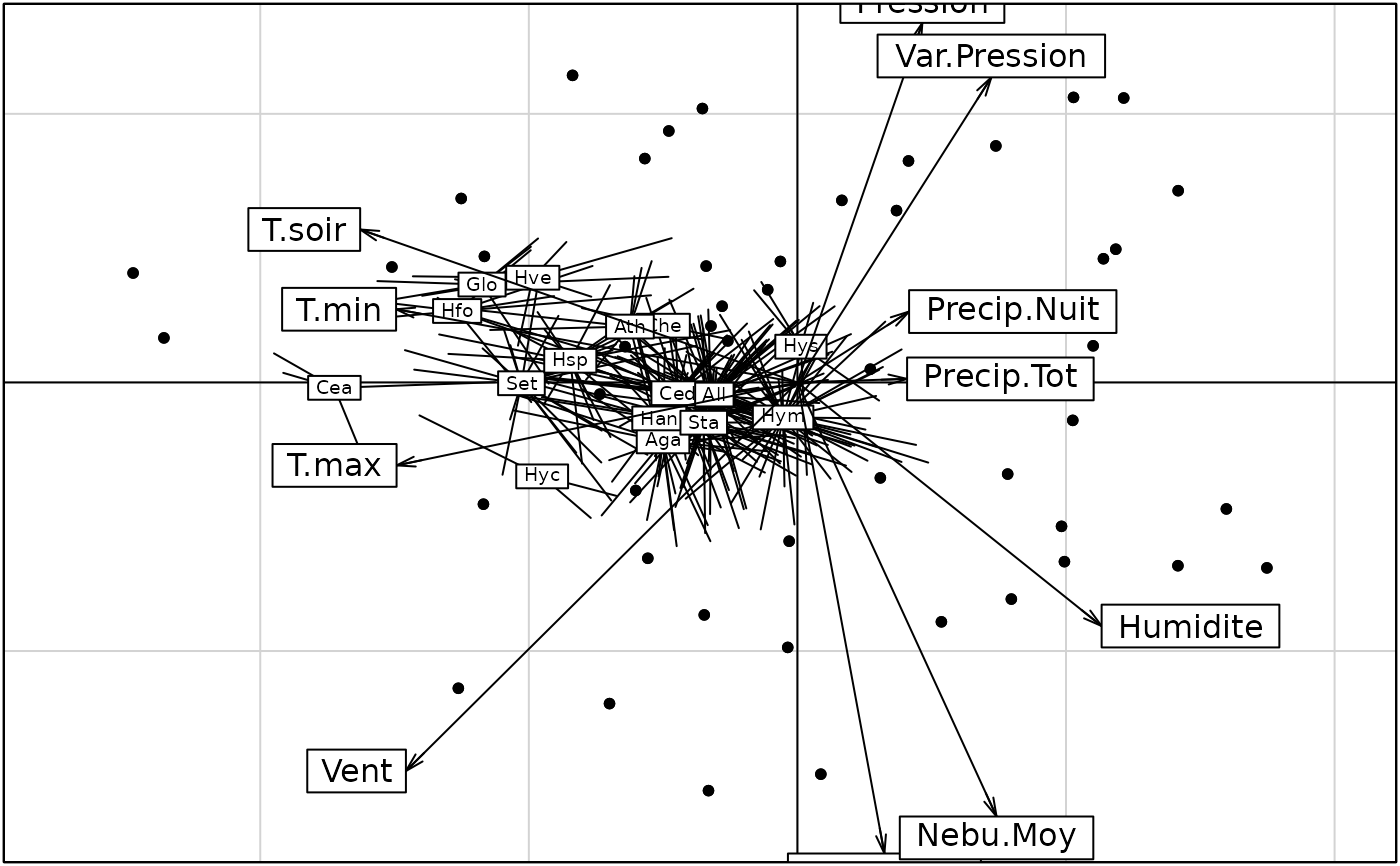 Pression
Var.Pression
T.soir
Hve
Glo
T.min
Hfo
Precip.Nuit
Ath
Che
Hys
Hsp
Precip.Tot
Set
Cea
Ced
All
Han
Sta
Hym
Aga
T.max
Hyc
Humidite
Vent
Nebu.Moy